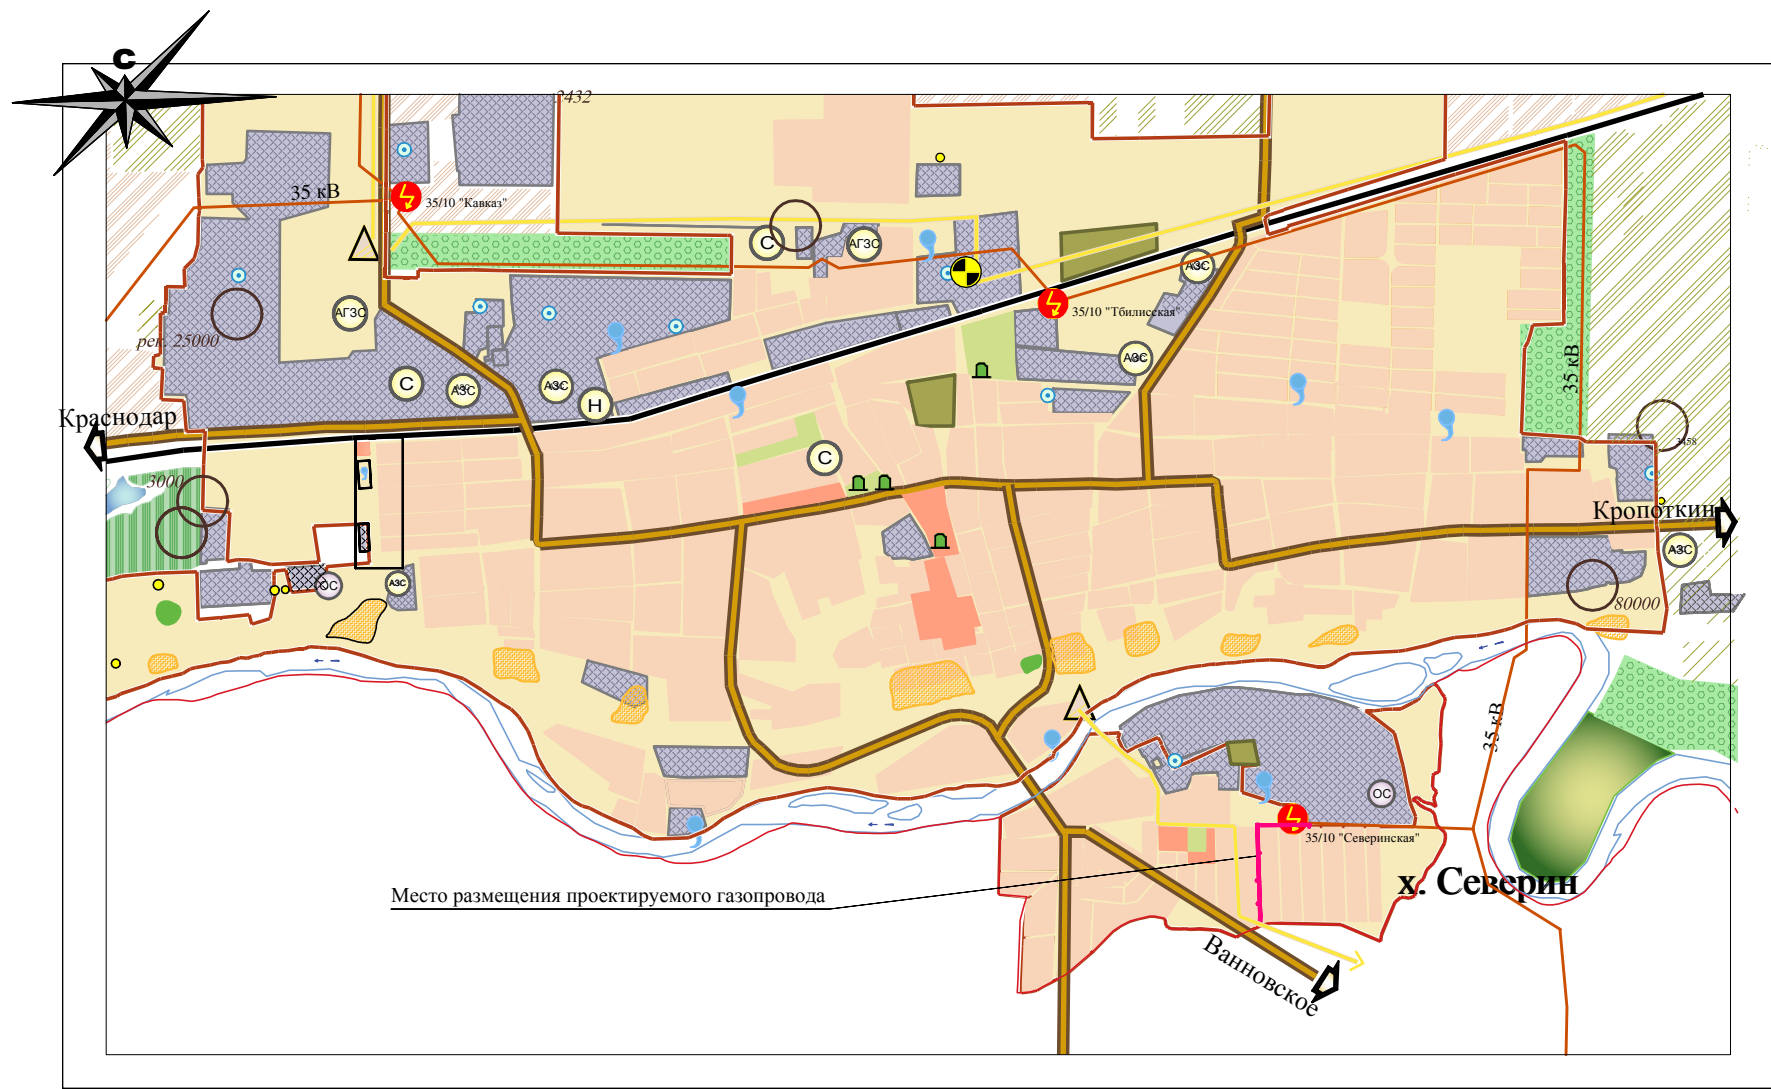 С
2432
35 кВ
35/10 "Кавказ"
С
АГЗС
АЗС
35/10 "Тбилисская"
АГЗС
рек. 25000
С
АЗС
АЗС
Н
АЗС
35 кВ
Краснодар
3458
С
3000
Кропоткин
АЗС
ОС
АЗС
80000
35 кВ
ОС
35/10 "Северинская"
х. Северин
Место размещения проектируемого газопровода
Ванновское